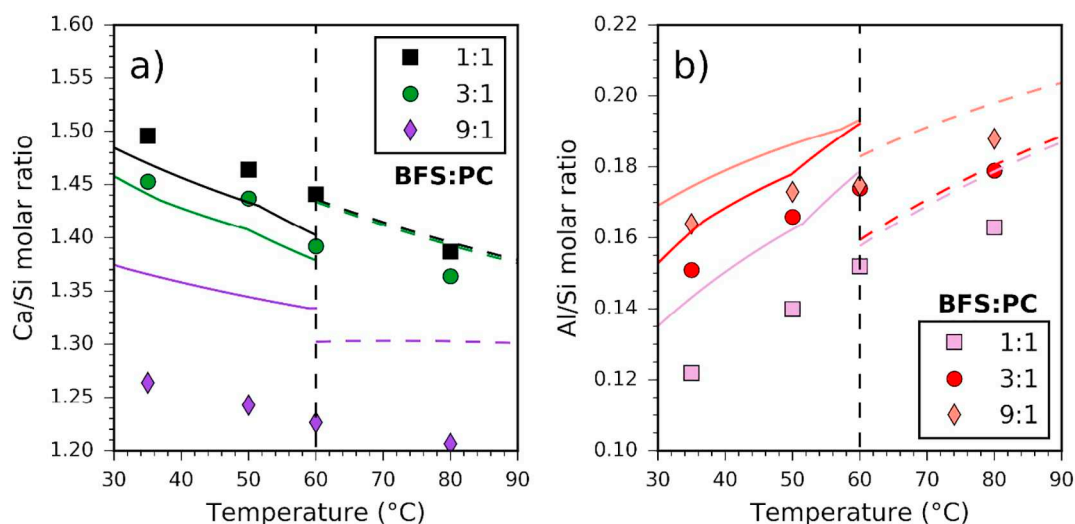 a)
1:1
3:1
9:1
BFS:PC
1.60
1.55
1.50
1.45
1.40
1.35
1.30
1.25
1.20
Ca/Si molar ratio
30 40 50 60 70 80 90
Temperature (°C)
b)
0.22
0.20
0.18
0.16
0.14
0.12
0.10
Al/Si molar ratio
BFS:PC
1:1
3:1
9:1
30 40 50 60 70 80 90
Temperature (°C)